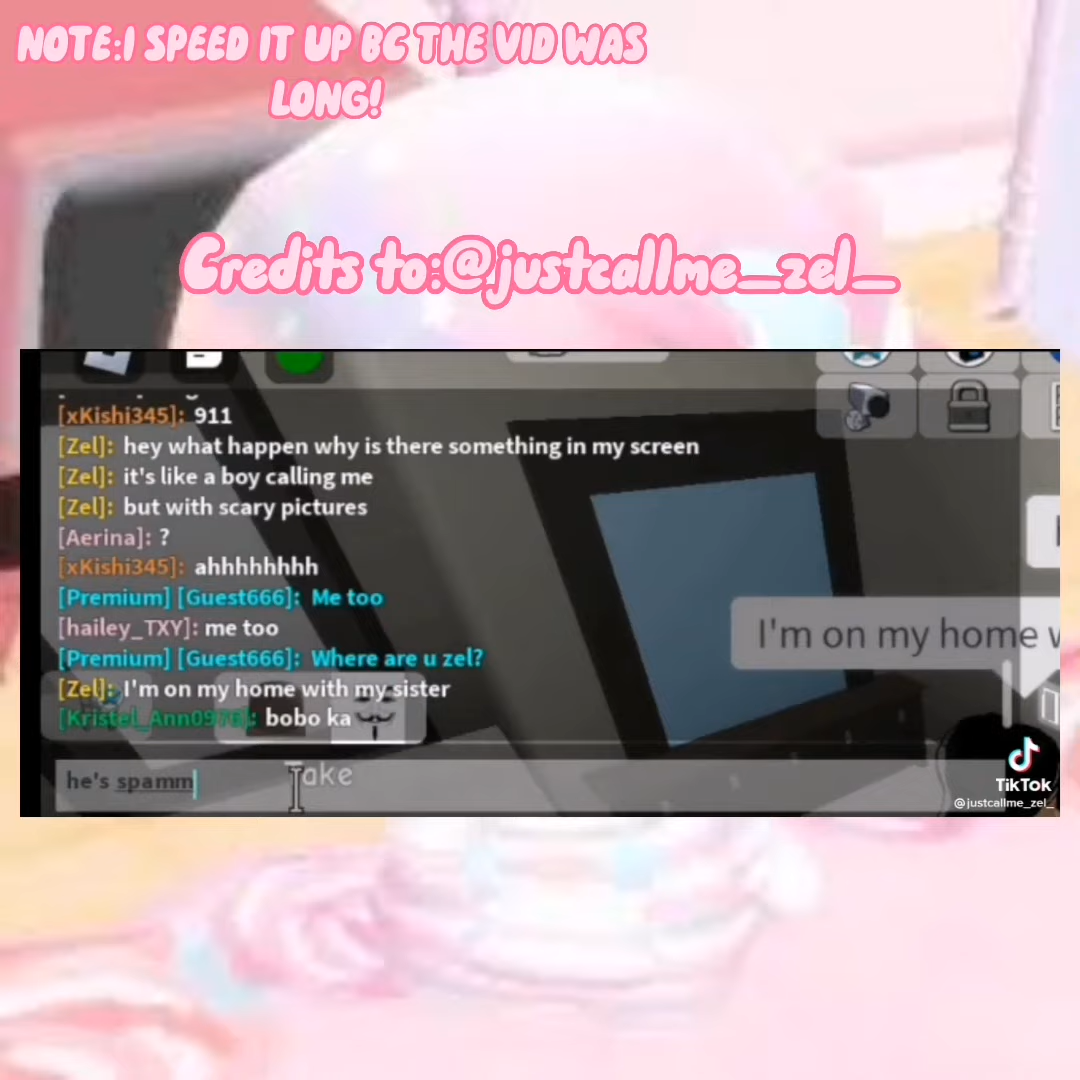 NOTE:I SPEED IT UP BC THE VID WAS
LONG!
Credits to:@justcallme_zel_
[xKishi345]: 911
[Zel]: hey what happen why is there something in my screen
[Zel]: it's like a boy calling me
[Zel]: but with scary pictures
[Aerina]: ?
[xKishi345]: ahhhhhhhh
[Premium] [Guest666]: Me too
[hailey_TXY]: me too
I'm on my home
[Premium] [Guest666]: Where are u zel?
[Zel]: I'm on my home with my sister
[Kristel_Ann0976]: bobo ka
he's spamm
Take
TikTok
@justcallme_zel_